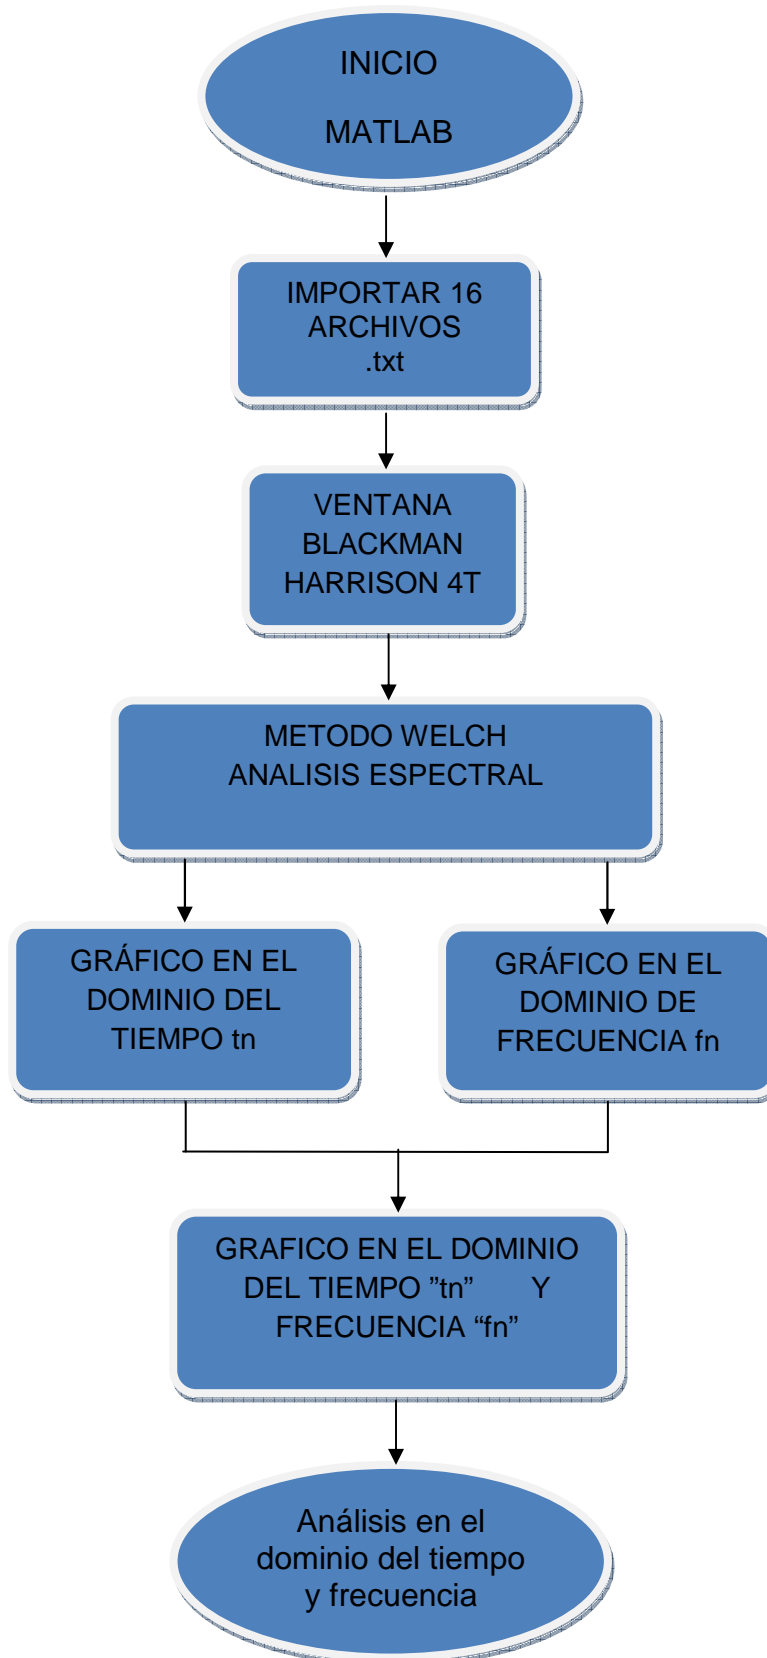 INICIO
MATLAB
IMPORTAR 16
ARCHIVOS
.txt
VENTANA
BLACKMAN
HARRISON 4T
METODO WELCH
ANALISIS ESPECTRAL
GRÁFICO EN EL
DOMINIO DEL
TIEMPO tn
GRÁFICO EN EL
DOMINIO DE
FRECUENCIA fn
GRAFICO EN EL DOMINIO
DEL TIEMPO ”tn” Y
FRECUENCIA “fn”
Análisis en el
dominio del tiempo
y frecuencia